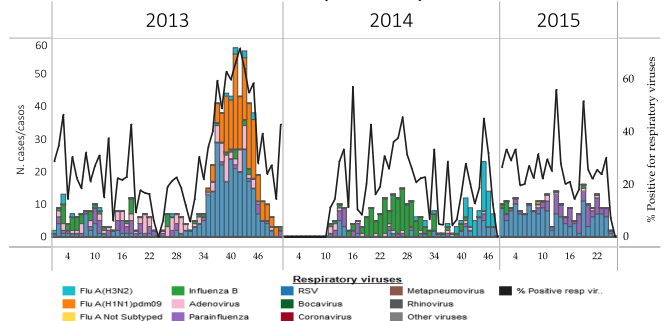 2013 2014 2015
60
50
40
30
20
10
0
N. cases/casos
60
40
20
0
% Positive for respiratory viruses
4 10 16 22 28 34 40 46 52 4 10 16 22 28 34 40 46 4 10 16 22
Respiratory viruses
Flu A(H3N2) Influenza B RSV Metapneumovirus % Positive resp vir..
Flu A(H1N1)pdm09 Adenovirus Bocavirus Rhinovirus
Flu A Not Subtyped Parainfluenza Coronavirus Other viruses